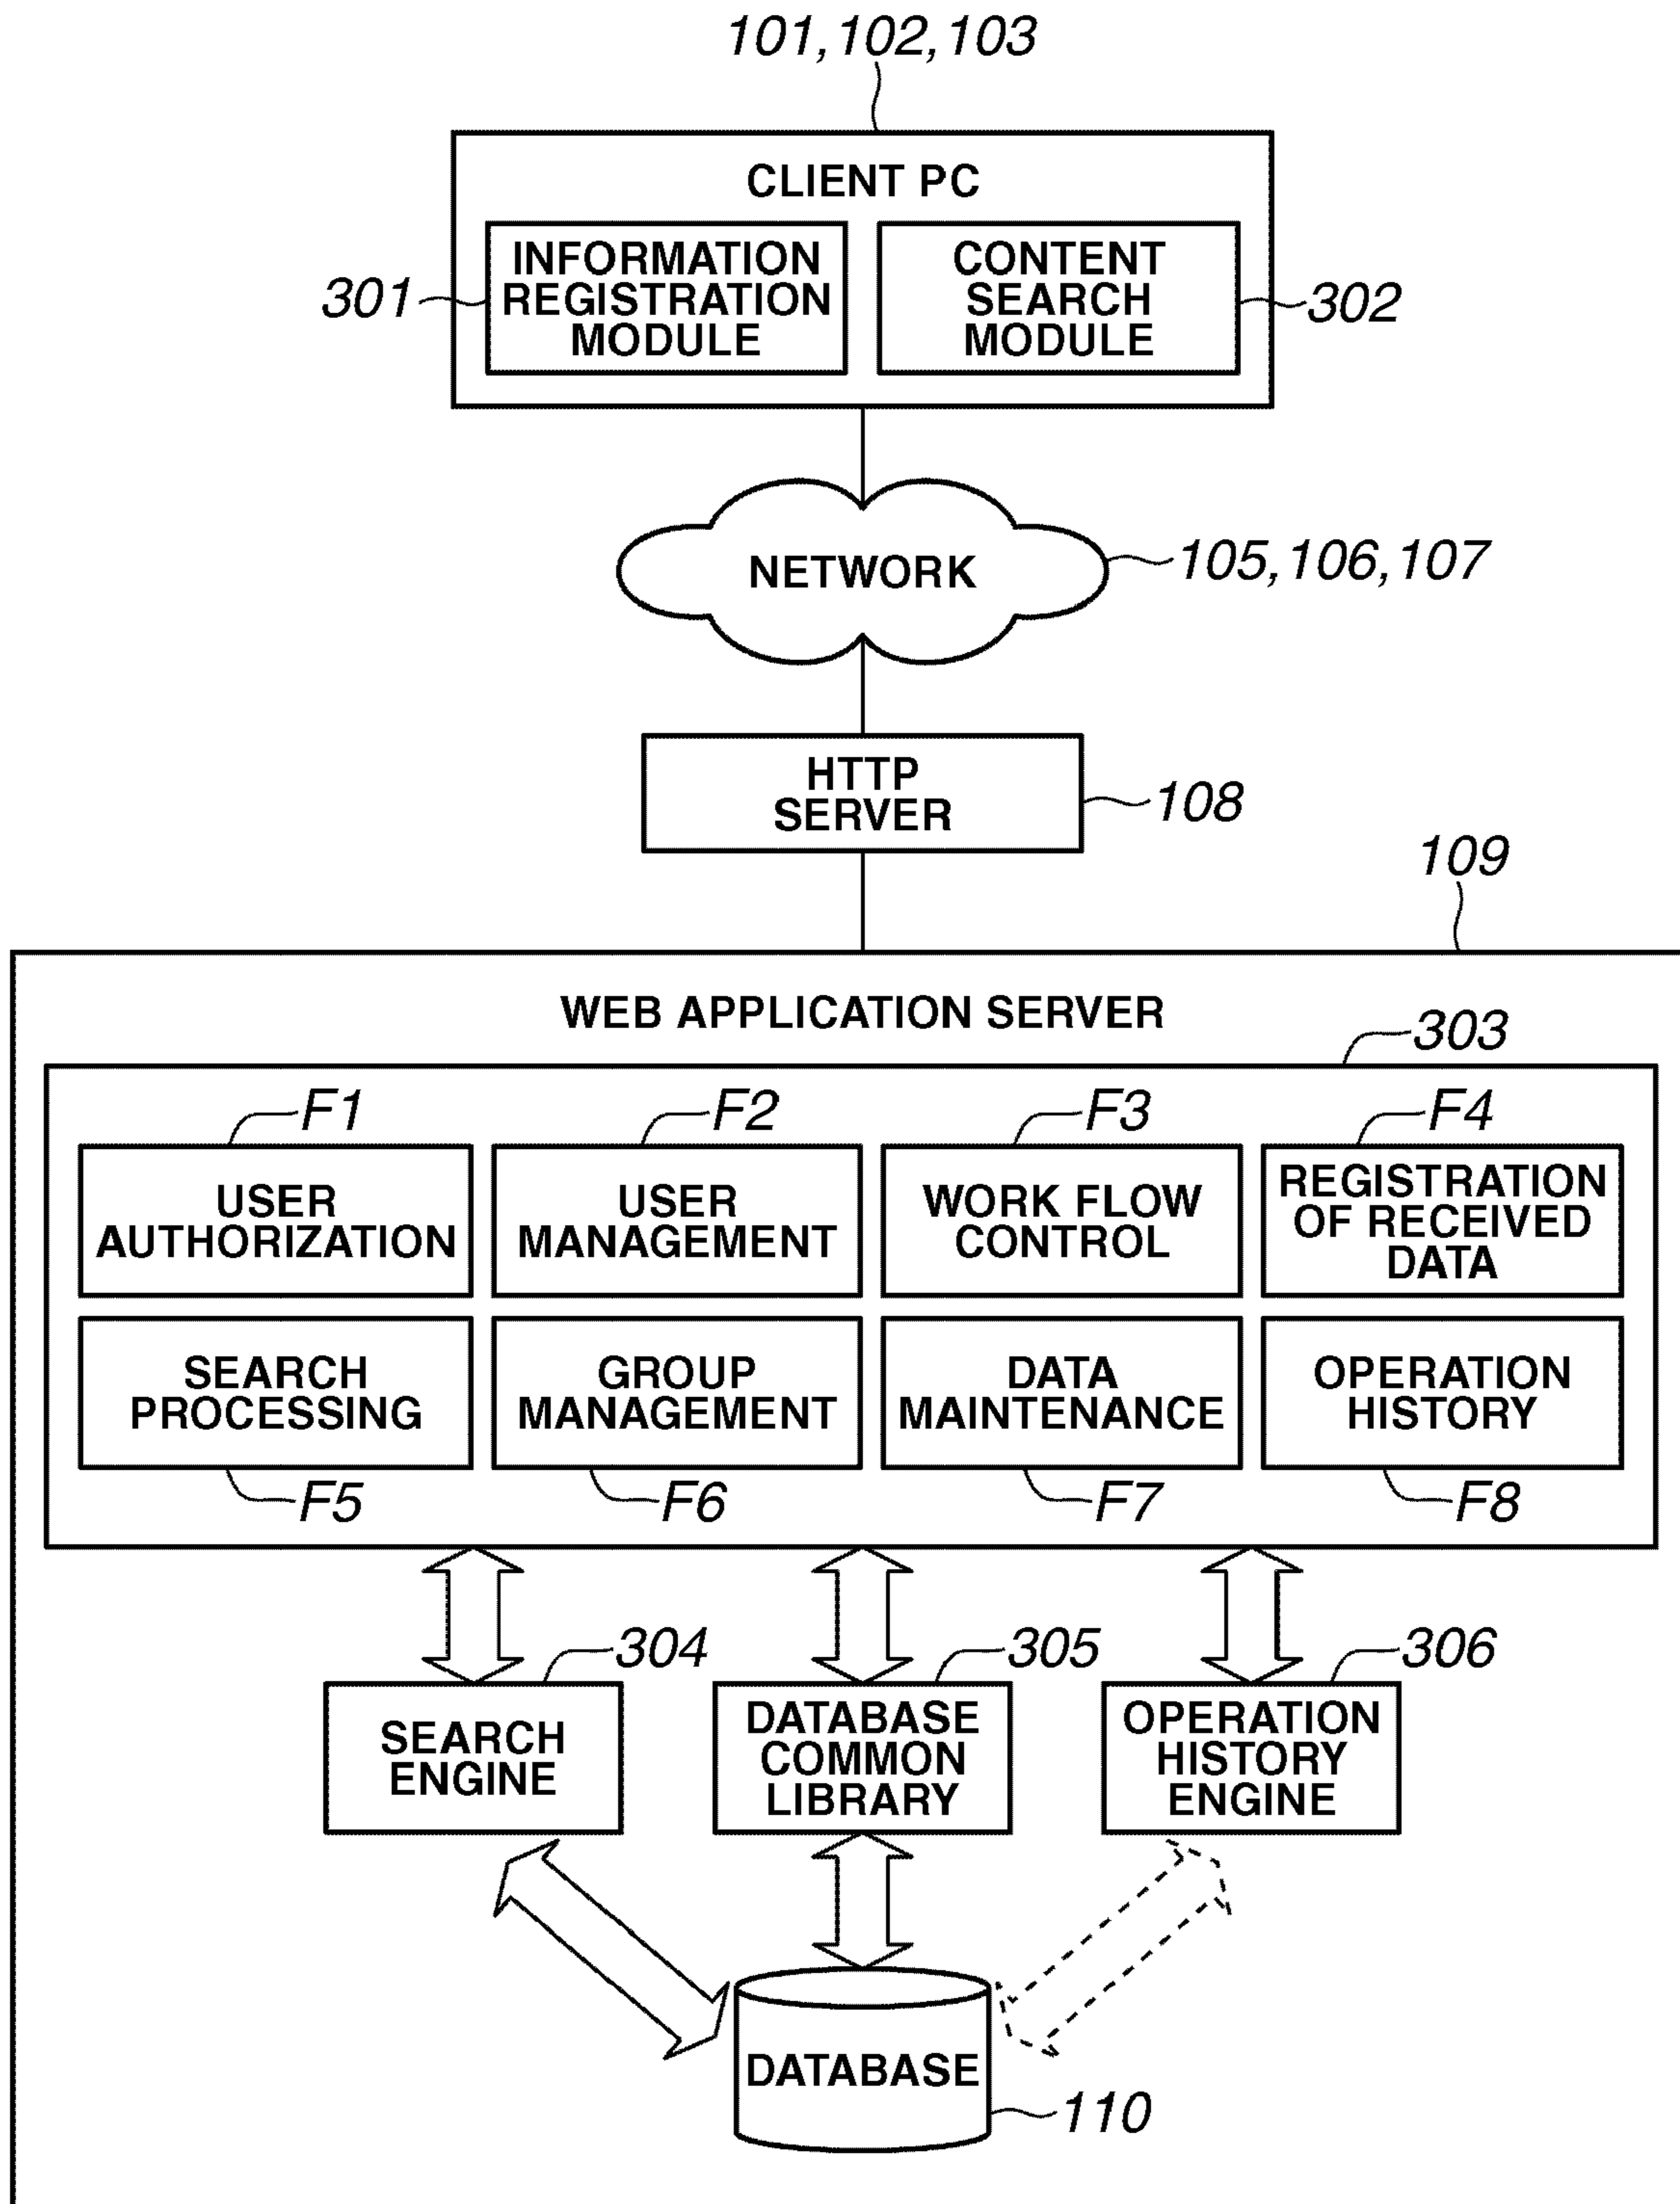 101,102,103
CLIENT PC
INFORMATION
REGISTRATION
MODULE
301
CONTENT
SEARCH
MODULE
302
NETWORK
105,106,107
HTTP
SERVER
108
109
WEB APPLICATION SERVER
303
F1
F2
F3
F4
USER
AUTHORIZATION
USER
MANAGEMENT
WORK FLOW
CONTROL
REGISTRATION
OF RECEIVED
DATA
SEARCH
PROCESSING
GROUP
MANAGEMENT
DATA
MAINTENANCE
OPERATION
HISTORY
F5
F6
F7
F8
304
305
306
SEARCH
ENGINE
DATABASE
COMMON
LIBRARY
OPERATION
HISTORY
ENGINE
DATABASE
110